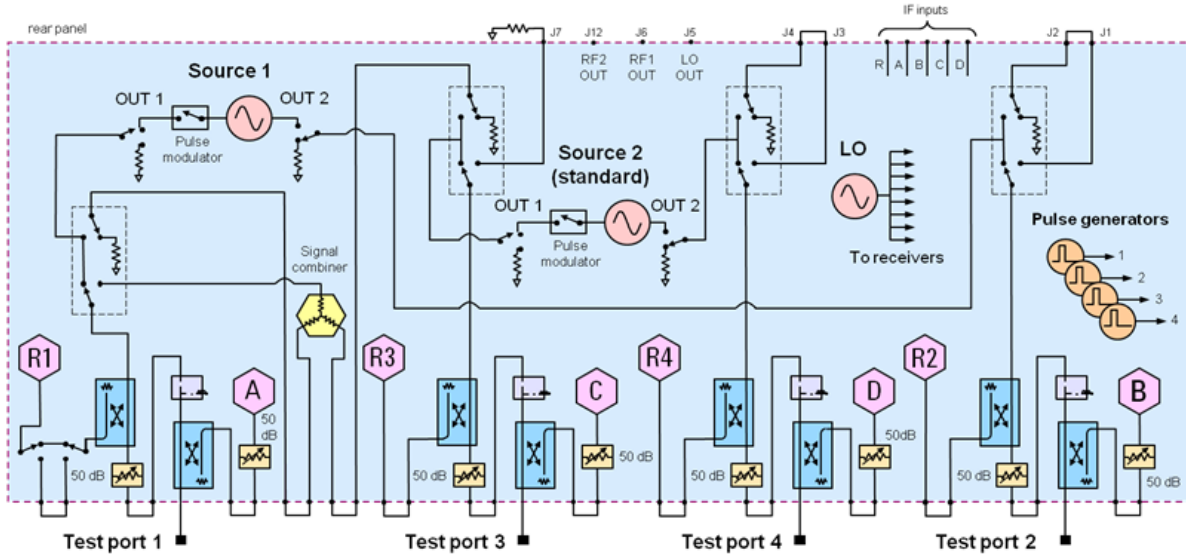 rear panel
J7
J12
J6
J5
J4
J3
IF inputs
J2
J1
RF2 OUT
RF1 OUT
LO OUT
R
A
B
C
D
Source 1
OUT 1
OUT 2
Pulse modulator
Source 2
(standard)
OUT 1
OUT 2
Pulse modulator
LO
To receivers
Pulse generators
1
2
3
4
Signal combiner
R1
A
R3
C
R4
D
R2
B
50 dB
50 dB
50 dB
50 dB
50 dB
50dB
50 dB
50 dB
Test port 1
Test port 3
Test port 4
Test port 2